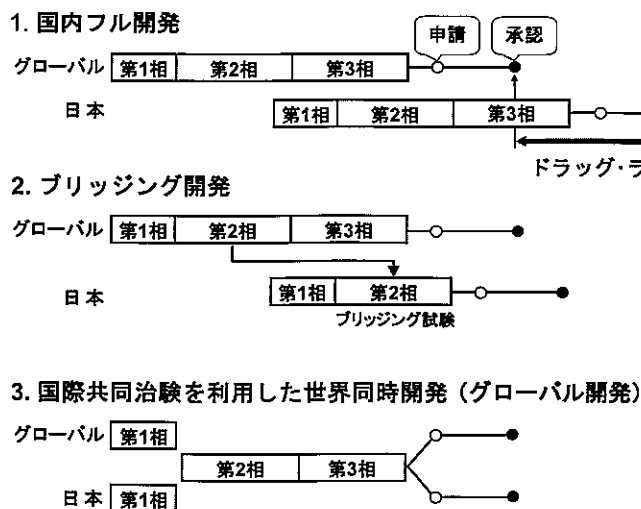 1. 国内フル開発
申請 承認
グローバル 第1相 第2相 第3相
日本 第1相 第2相 第3相
ドラッグ・ラ
2. ブリッジング開発
グローバル 第1相 第2相 第3相
日本 第1相 第2相
ブリッジング試験
3. 国際共同治験を利用した世界同時開発（グローバル開発）
グローバル 第1相
第2相 第3相
日本 第1相